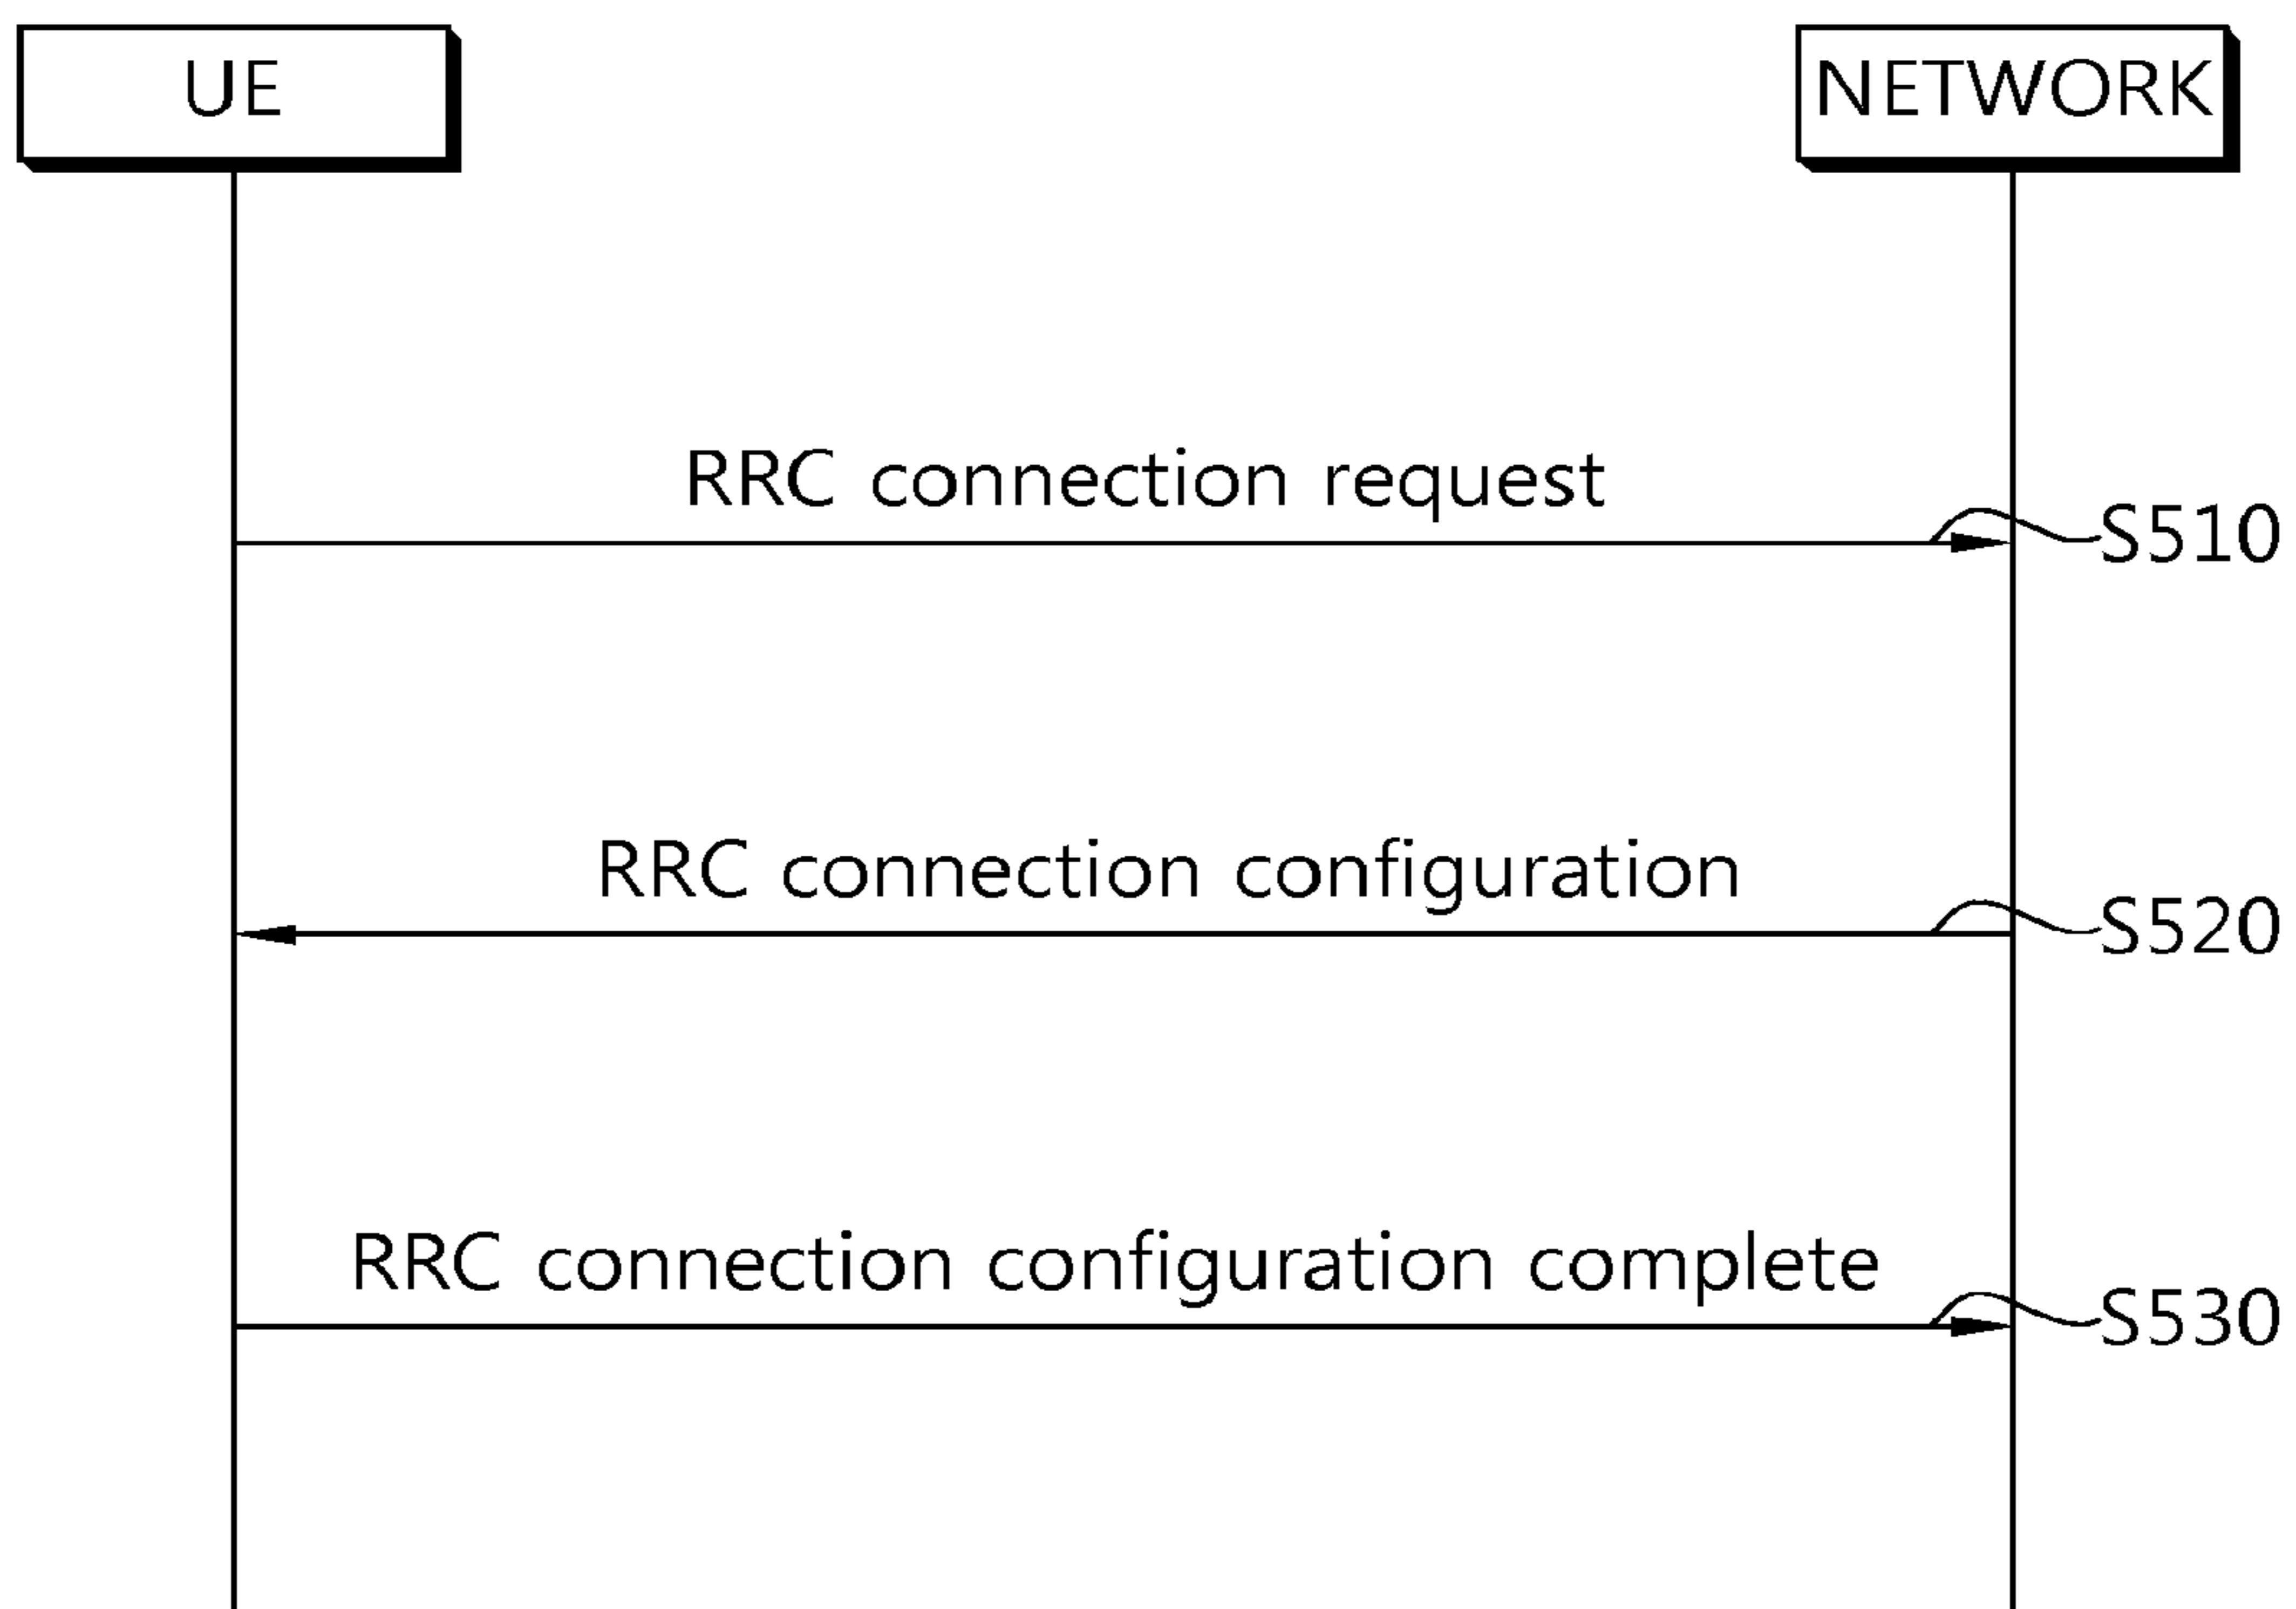 UE
NETWORK
RRC connection request
S510
RRC connection configuration
S520
RRC connection configuration complete
S530